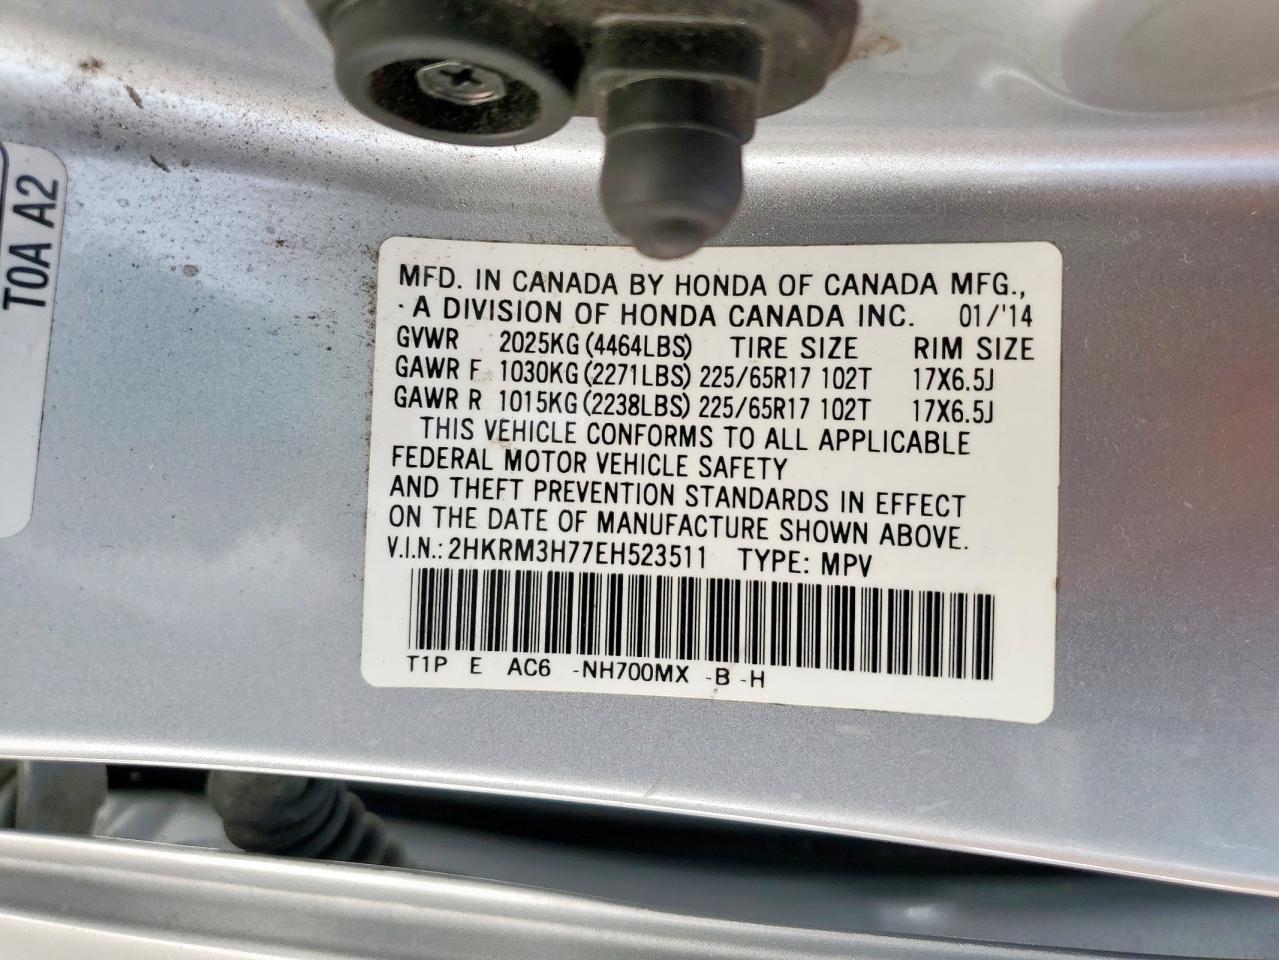 T0A A2
MFD. IN CANADA BY HONDA OF CANADA MFG.,
· A DIVISION OF HONDA CANADA INC. 01/'14
GVWR 2025KG (4464LBS) TIRE SIZE RIM SIZE
GAWR F 1030KG (2271LBS) 225/65R17 102T 17X6.5J
GAWR R 1015KG (2238LBS) 225/65R17 102T 17X6.5J
THIS VEHICLE CONFORMS TO ALL APPLICABLE
FEDERAL MOTOR VEHICLE SAFETY
AND THEFT PREVENTION STANDARDS IN EFFECT
ON THE DATE OF MANUFACTURE SHOWN ABOVE.
V.I.N.: 2HKRM3H77EH523511 TYPE: MPV
T1P E AC6 -NH700MX -B -H